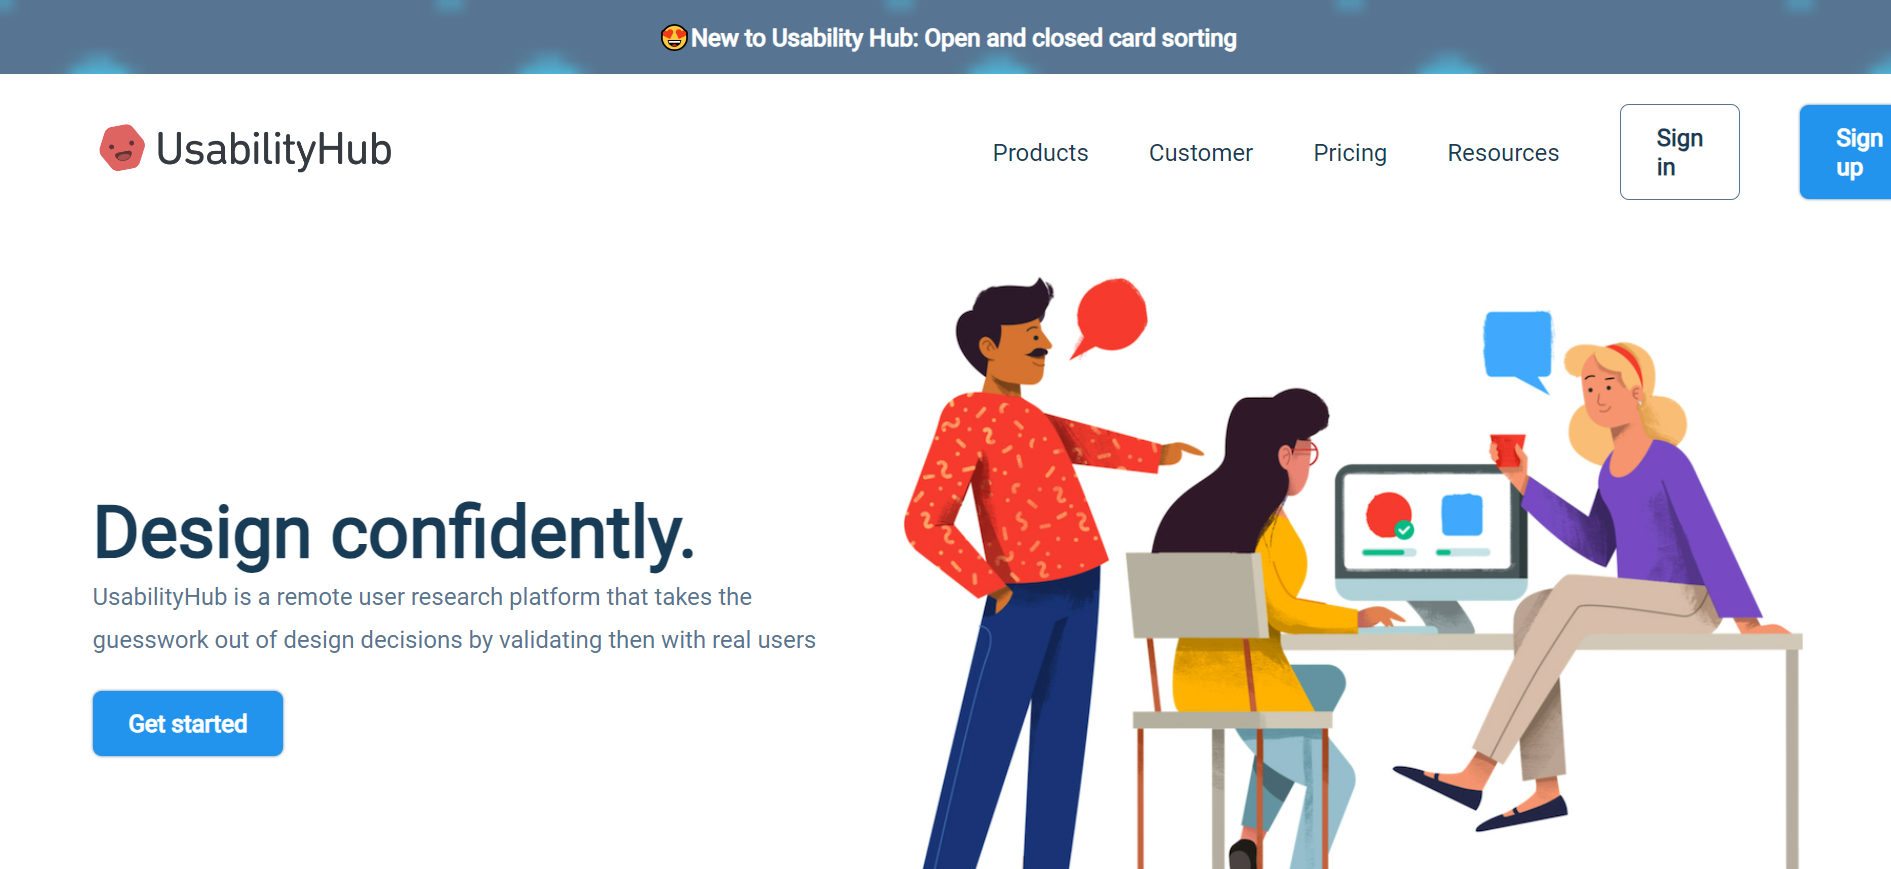 😍New to Usability Hub: Open and closed card sorting
UsabilityHub
Products Customer Pricing Resources
Sign
in
Sign
up
Design confidently.
UsabilityHub is a remote user research platform that takes the
guesswork out of design decisions by validating then with real users
Get started